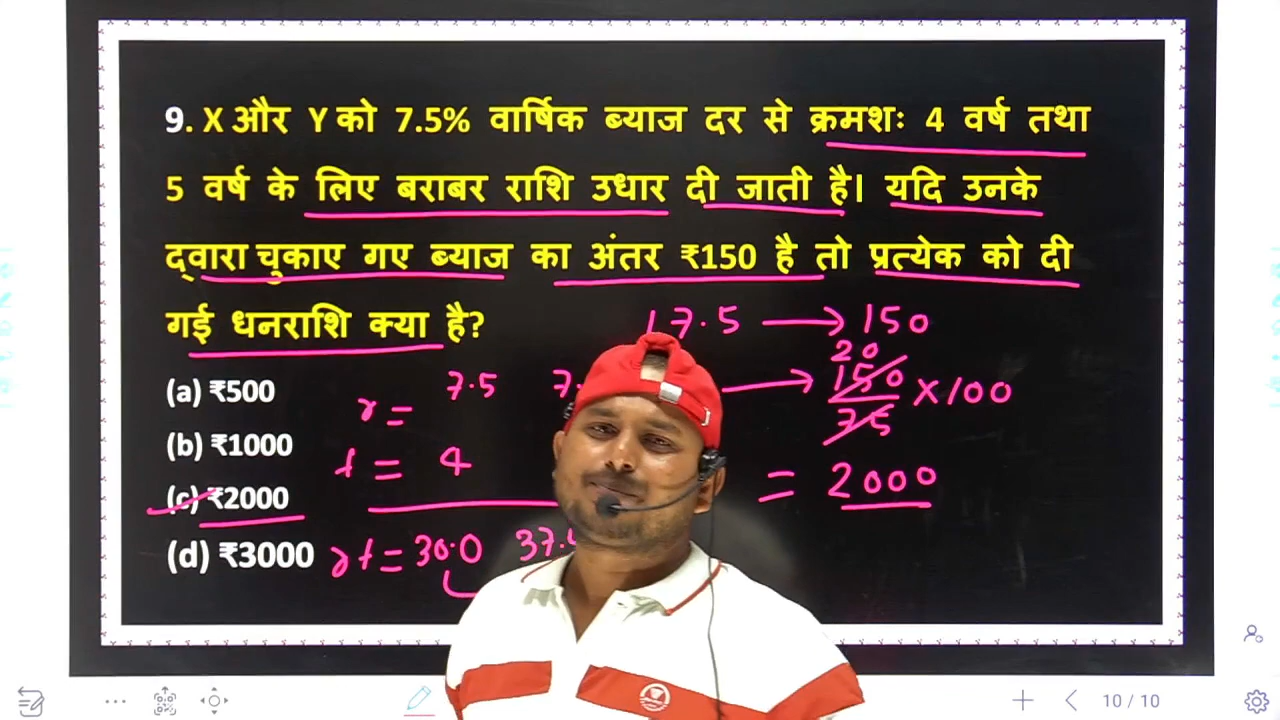 9. X और Y को 7.5% वार्षिक ब्याज दर से क्रमशः 4 वर्ष तथा
5 वर्ष के लिए बराबर राशि उधार दी जाती है। यदि उनके
द्वारा चुकाए गए ब्याज का अंतर ₹150 है तो प्रत्येक को दी
गई धनराशि क्या है?
17.5 → 150
(a) ₹500
r = 7.5 7.
→ 150/75 × 100
20
(b) ₹1000
t = 4
= 2000
(c) ₹2000
(d) ₹3000
rt = 30.0 37.
10 / 10